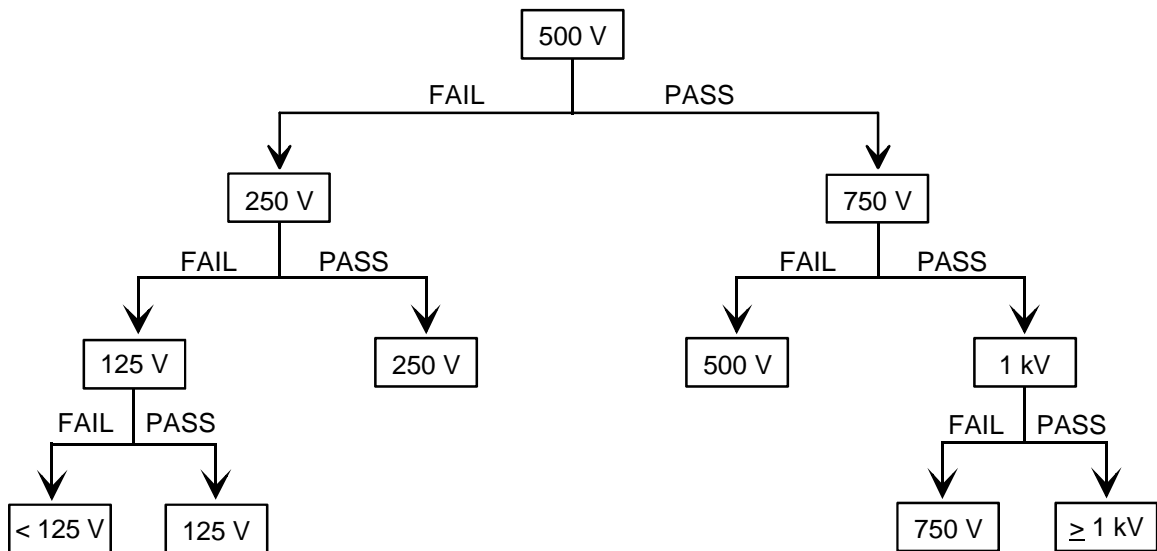 500 V
FAIL PASS
250 V 750 V
FAIL PASS FAIL PASS
125 V 250 V 500 V 1 kV
FAIL PASS FAIL PASS
< 125 V 125 V 750 V ≥ 1 kV